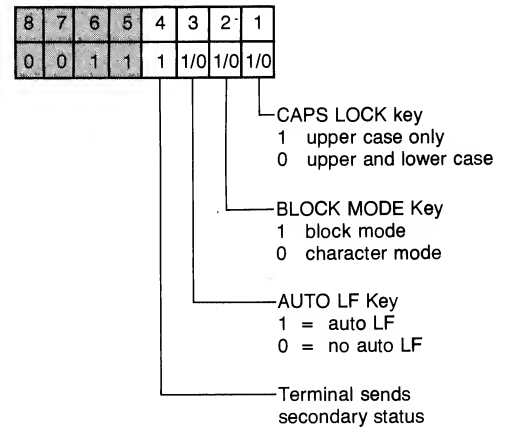 8 7 6 5 4 3 2 1
0 0 1 1 1 1/0 1/0 1/0
CAPS LOCK key
1 upper case only
0 upper and lower case
BLOCK MODE Key
1 block mode
0 character mode
AUTO LF Key
1 = auto LF
0 = no auto LF
Terminal sends
secondary status